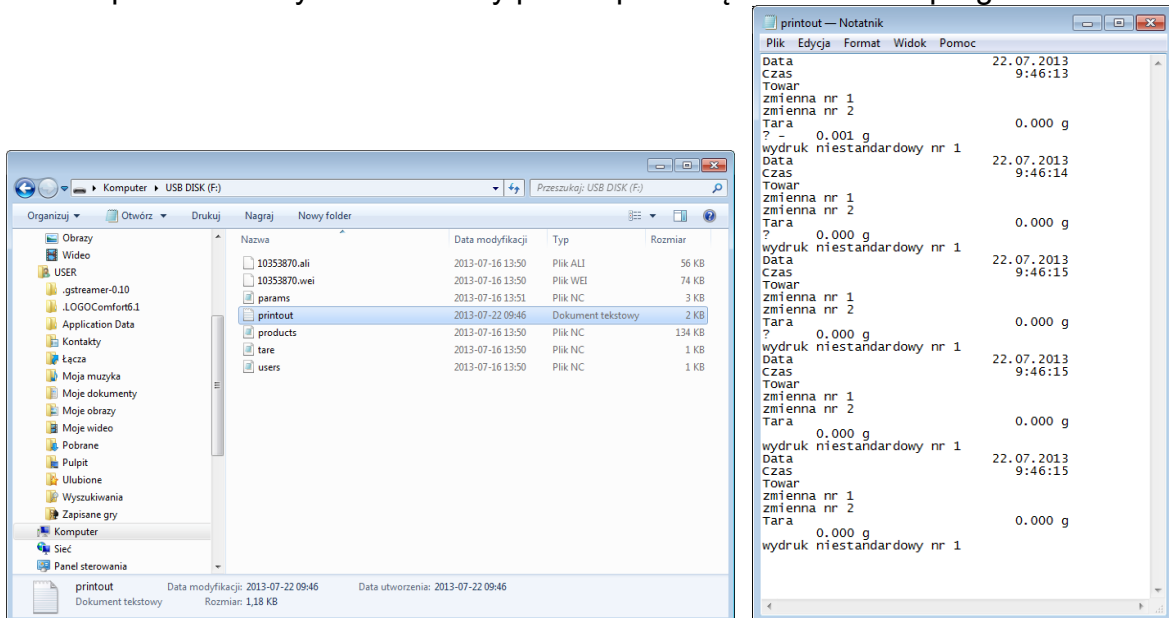 Komputer ▸ USB DISK (F:)
Przeszukaj: USB DISK (F:)
Organizuj
Otwórz
Drukuj
Nagraj
Nowy folder
Obrazy
Wideo
USER
.gstreamer-0.10
.LOGOComfort6.1
Application Data
Kontakty
Łącza
Moja muzyka
Moje dokumenty
Moje obrazy
Moje wideo
Pobrane
Pulpit
Ulubione
Wyszukiwania
Zapisane gry
Komputer
Sieć
Panel sterowania
Nazwa Data modyfikacji Typ Rozmiar
10353870.ali 2013-07-16 13:50 Plik ALI 56 KB
10353870.wei 2013-07-16 13:50 Plik WEI 74 KB
params 2013-07-16 13:51 Plik NC 3 KB
printout 2013-07-22 09:46 Dokument tekstowy 2 KB
products 2013-07-16 13:50 Plik NC 134 KB
tare 2013-07-16 13:50 Plik NC 1 KB
users 2013-07-16 13:50 Plik NC 1 KB
printout Data modyfikacji: 2013-07-22 09:46 Data utworzenia: 2013-07-22 09:46
Dokument tekstowy Rozmiar: 1,18 KB
printout — Notatnik
Plik Edycja Format Widok Pomoc
Data 22.07.2013
Czas 9:46:13
Towar
zmienna nr 1
zmienna nr 2
Tara 0.000 g
? - 0.001 g
wydruk niestandardowy nr 1
Data 22.07.2013
Czas 9:46:14
Towar
zmienna nr 1
zmienna nr 2
Tara 0.000 g
? 0.000 g
wydruk niestandardowy nr 1
Data 22.07.2013
Czas 9:46:15
Towar
zmienna nr 1
zmienna nr 2
Tara 0.000 g
? 0.000 g
wydruk niestandardowy nr 1
Data 22.07.2013
Czas 9:46:15
Towar
zmienna nr 1
zmienna nr 2
Tara 0.000 g
0.000 g
wydruk niestandardowy nr 1
Data 22.07.2013
Czas 9:46:15
Towar
zmienna nr 1
zmienna nr 2
Tara 0.000 g
0.000 g
wydruk niestandardowy nr 1